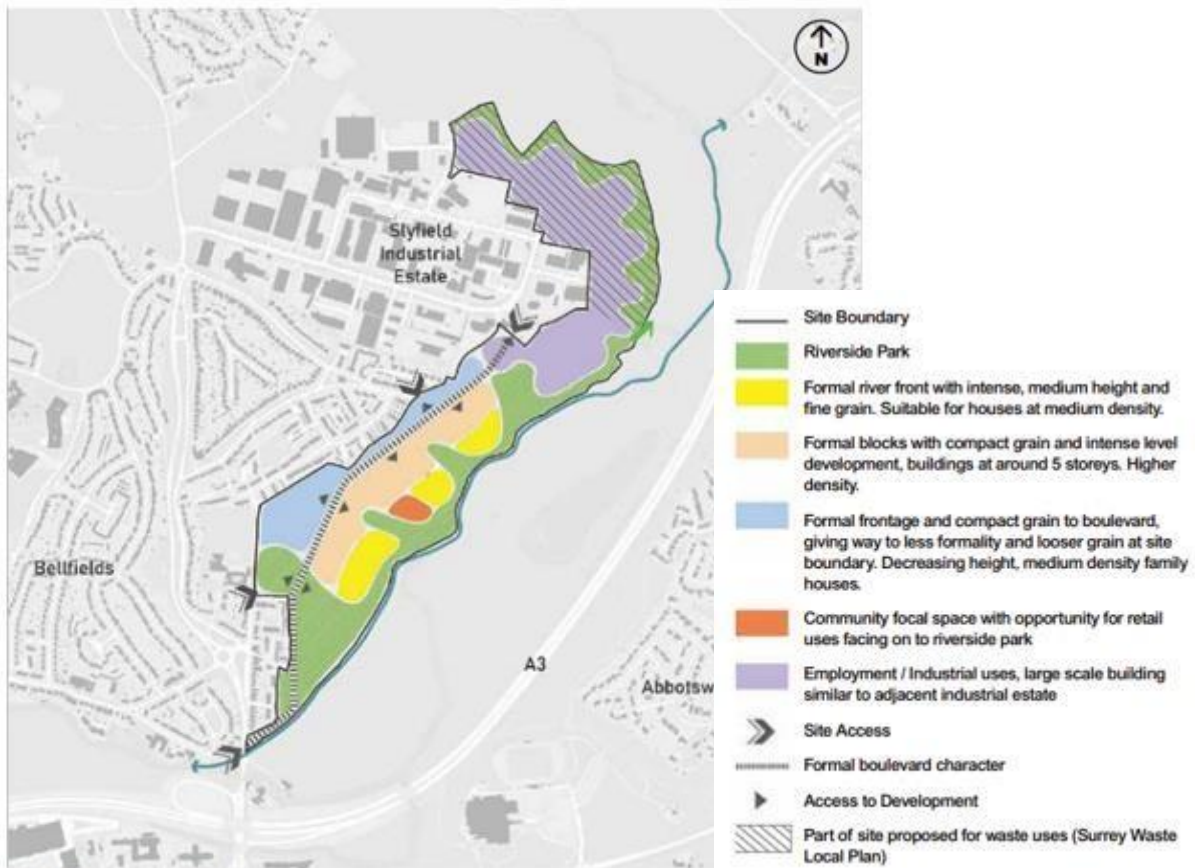 N
Slyfield
Industrial
Estate
Bellfields
A3
Abbotsw
Site Boundary
Riverside Park
Formal river front with intense, medium height and
fine grain. Suitable for houses at medium density.
Formal blocks with compact grain and intense level
development, buildings at around 5 storeys. Higher
density.
Formal frontage and compact grain to boulevard,
giving way to less formality and looser grain at site
boundary. Decreasing height, medium density family
houses.
Community focal space with opportunity for retail
uses facing on to riverside park
Employment / Industrial uses, large scale building
similar to adjacent industrial estate
Site Access
Formal boulevard character
Access to Development
Part of site proposed for waste uses (Surrey Waste
Local Plan)